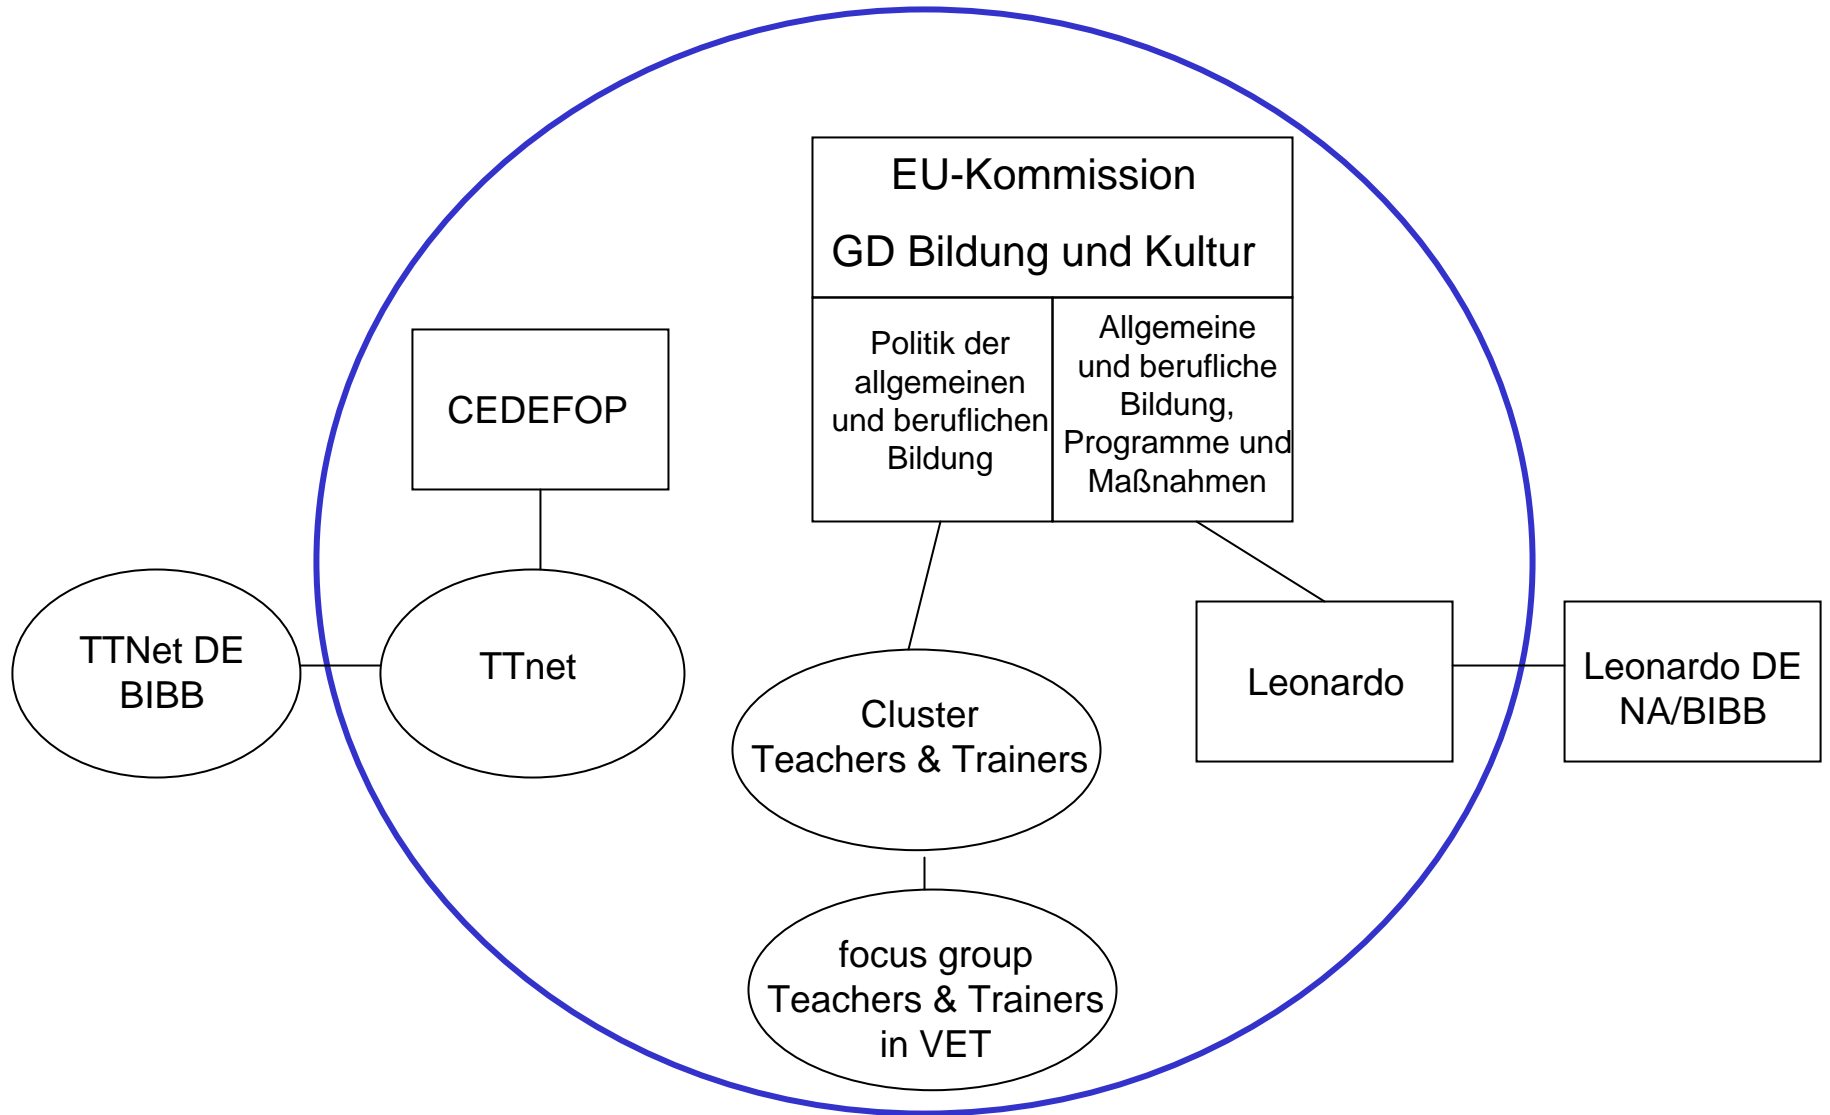 EU-Kommission
GD Bildung und Kultur
Politik der
allgemeinen
und beruflichen
Bildung
Allgemeine
und berufliche
Bildung,
Programme und
Maßnahmen
CEDEFOP
TTNet DE
BIBB
TTnet
Cluster
Teachers & Trainers
Leonardo
Leonardo DE
NA/BIBB
focus group
Teachers & Trainers
in VET